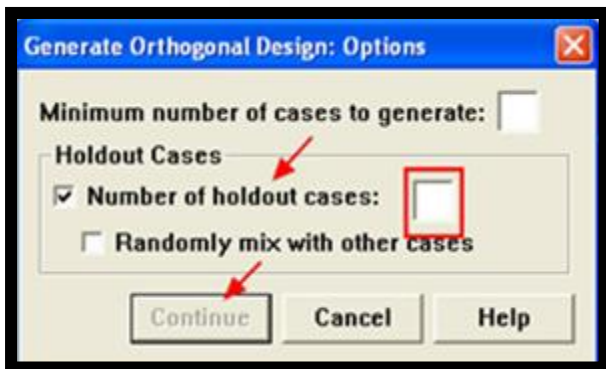 Generate Orthogonal Design: Options
Minimum number of cases to generate:
Holdout Cases
Number of holdout cases:
Randomly mix with other cases
Continue Cancel Help